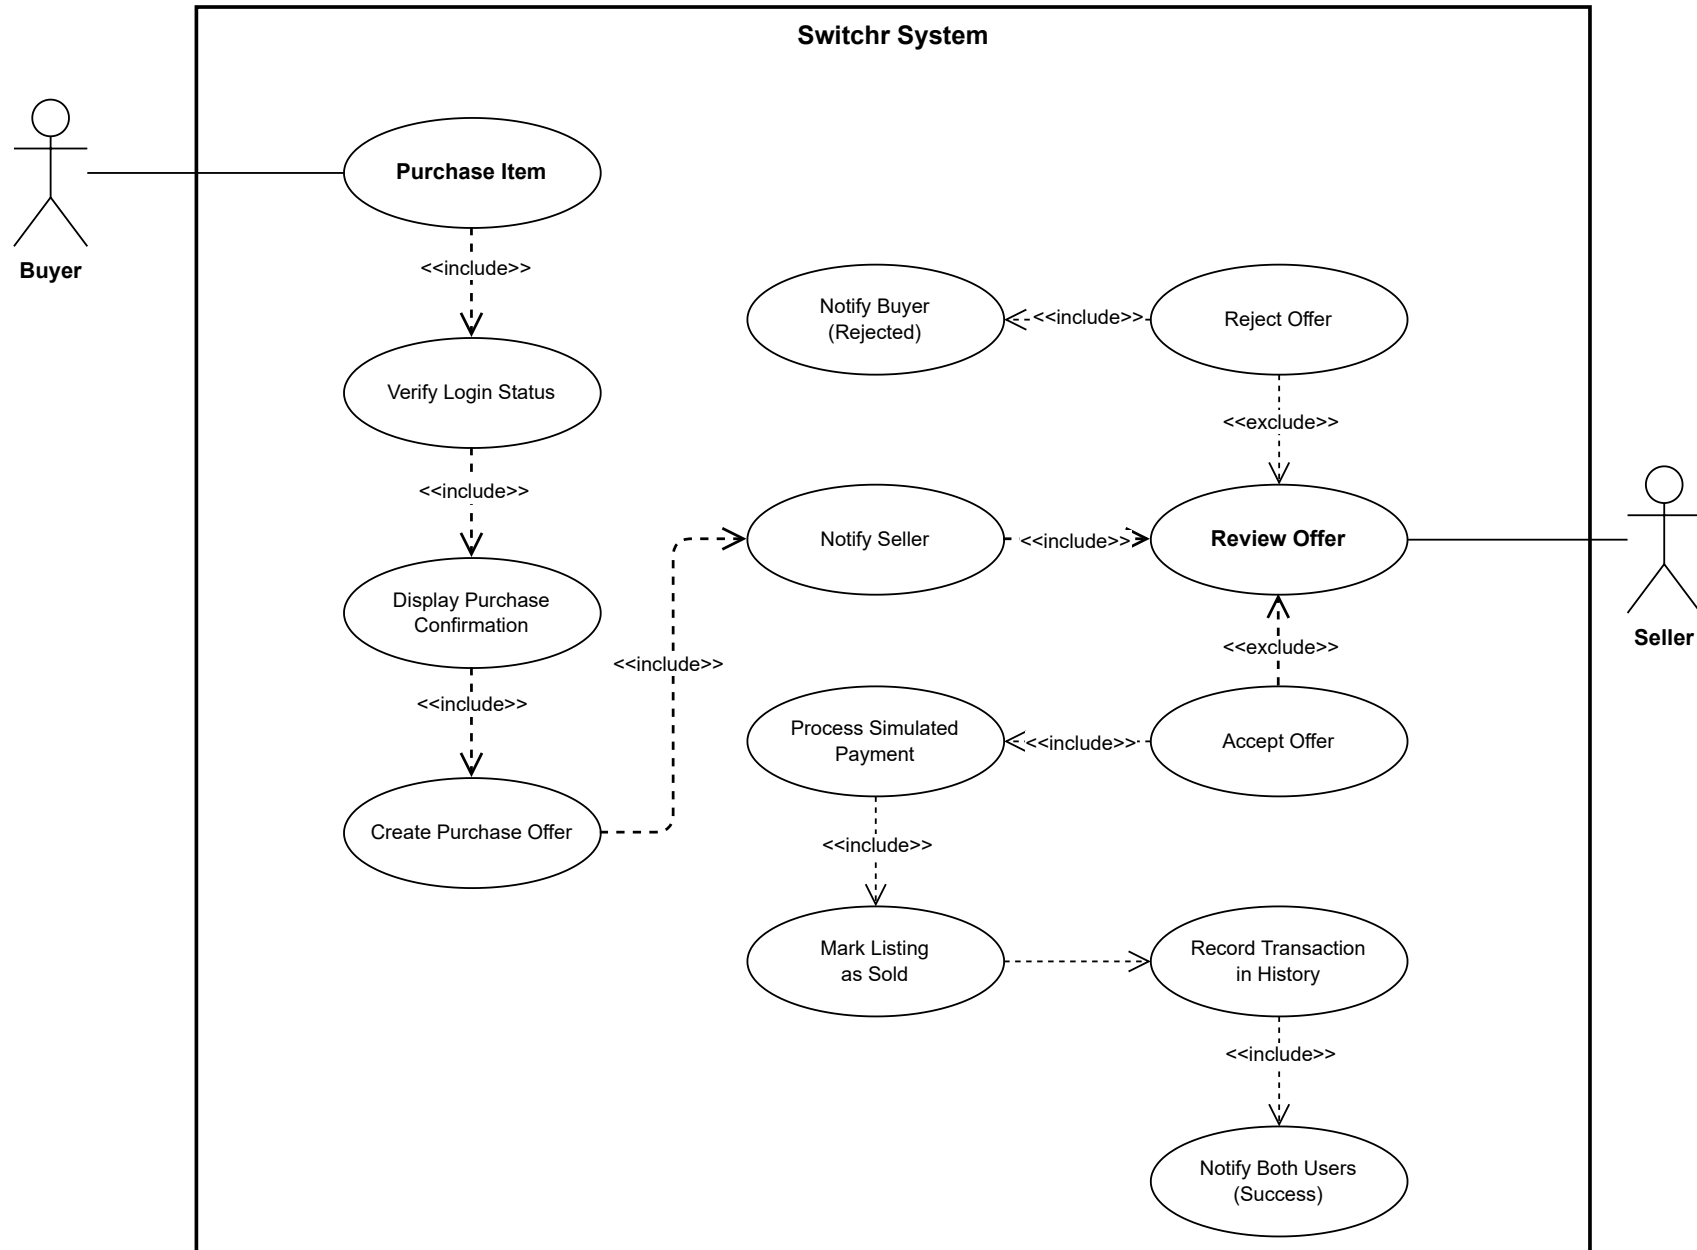 Switchr System
Purchase Item
Buyer
<<include>>
Notify Buyer
(Rejected)
<<include>>
Reject Offer
Verify Login Status
<<exclude>>
<<include>>
Notify Seller
<<include>>
Review Offer
Seller
Display Purchase
Confirmation
<<include>>
<<exclude>>
<<include>>
Process Simulated
Payment
<<include>>
Accept Offer
Create Purchase Offer
<<include>>
Mark Listing
as Sold
Record Transaction
in History
<<include>>
Notify Both Users
(Success)